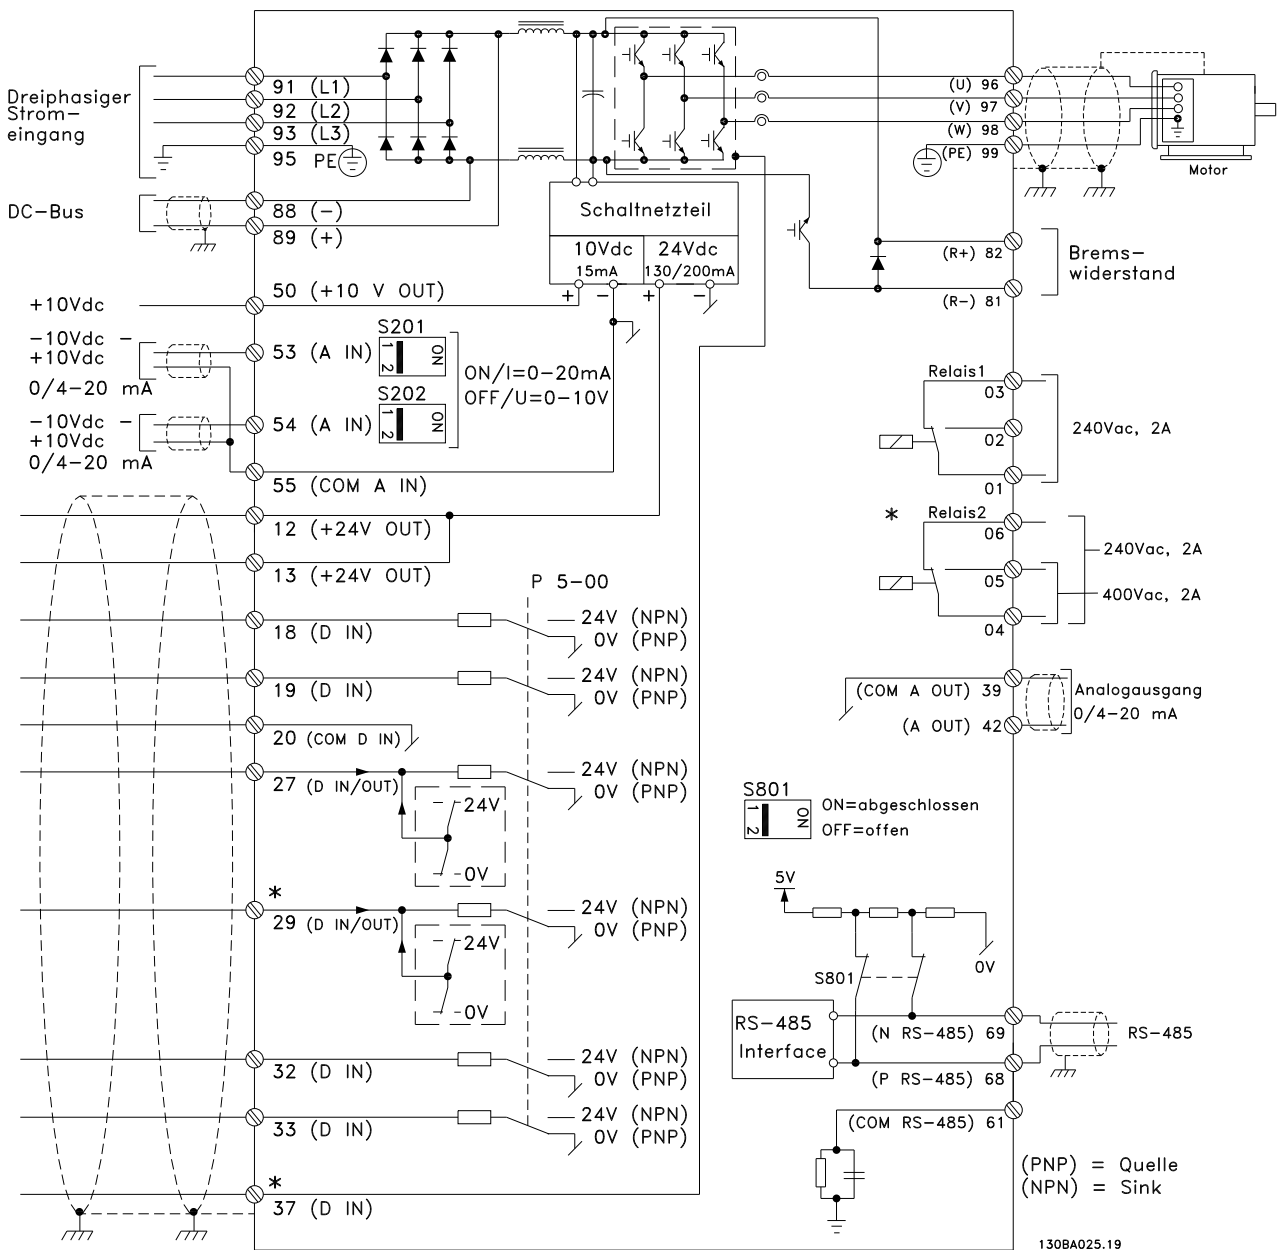 Dreiphasiger
Strom-
eingang
91 (L1)
92 (L2)
93 (L3)
95 PE
DC-Bus
88 (-)
89 (+)
+10Vdc
50 (+10 V OUT)
-10Vdc -
+10Vdc
0/4-20 mA
53 (A IN)
S201
1
2
ON
ON/I=0-20mA
OFF/U=0-10V
-10Vdc -
+10Vdc
0/4-20 mA
54 (A IN)
S202
1
2
ON
55 (COM A IN)
12 (+24V OUT)
13 (+24V OUT)
P 5-00
18 (D IN)
24V (NPN)
0V (PNP)
19 (D IN)
24V (NPN)
0V (PNP)
20 (COM D IN)
27 (D IN/OUT)
24V (NPN)
0V (PNP)
24V
0V
*
29 (D IN/OUT)
24V (NPN)
0V (PNP)
24V
0V
32 (D IN)
24V (NPN)
0V (PNP)
33 (D IN)
24V (NPN)
0V (PNP)
*
37 (D IN)
Schaltnetzteil
10Vdc
15mA
24Vdc
130/200mA
+ - + -
(U) 96
(V) 97
(W) 98
(PE) 99
Motor
(R+) 82
(R-) 81
Brems-
widerstand
Relais1
03
02
01
240Vac, 2A
*
Relais2
06
05
04
240Vac, 2A
400Vac, 2A
(COM A OUT) 39
(A OUT) 42
Analogausgang
0/4-20 mA
S801
1
2
ON
ON=abgeschlossen
OFF=offen
5V
0V
S801
RS-485
Interface
(N RS-485) 69
(P RS-485) 68
RS-485
(COM RS-485) 61
(PNP) = Quelle
(NPN) = Sink
130BA025.19